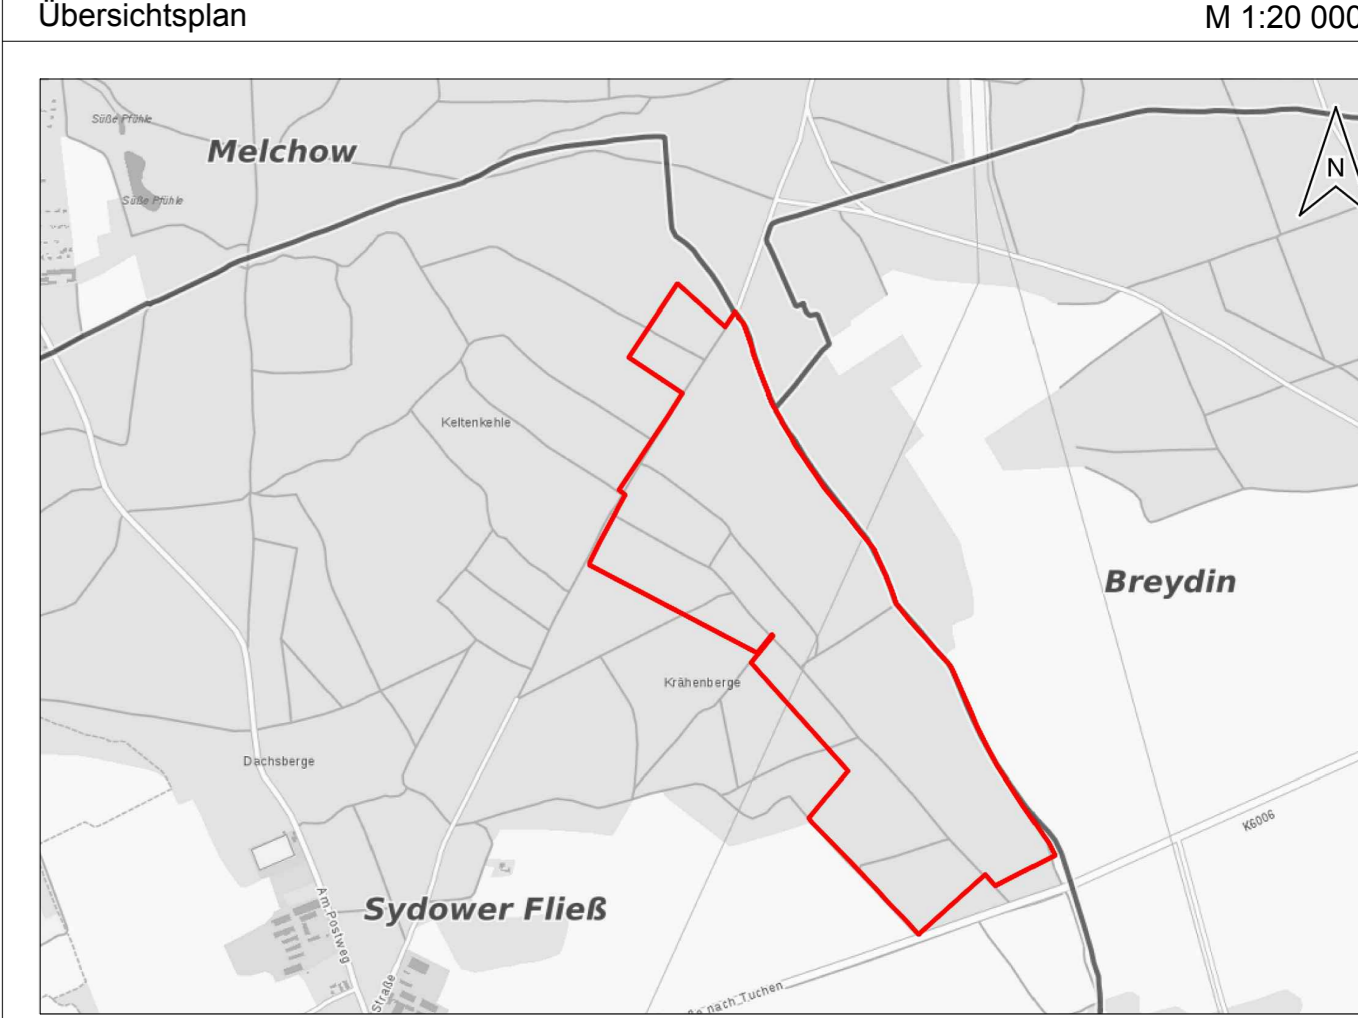 Übersichtsplan
M 1:20 000
Süße Pfühle
Melchow
N
Süße Pfühle
Keltenkehle
Breydin
Krähenberge
Dachsberge
K6006
Am Postweg
Sydower Fließ
Straße
nach Tuchen